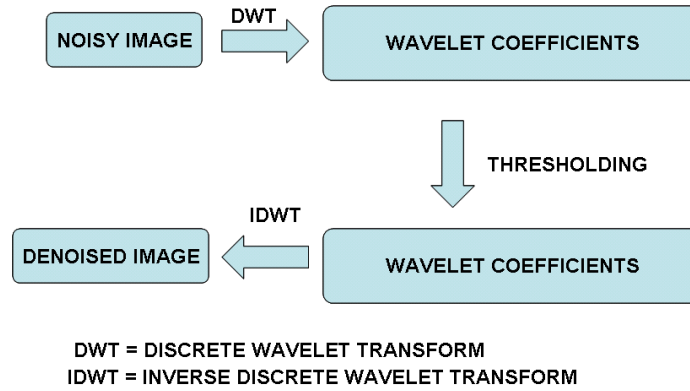 DWT
NOISY IMAGE
WAVELET COEFFICIENTS
THRESHOLDING
IDWT
DENOISED IMAGE
WAVELET COEFFICIENTS
DWT = DISCRETE WAVELET TRANSFORM
IDWT = INVERSE DISCRETE WAVELET TRANSFORM